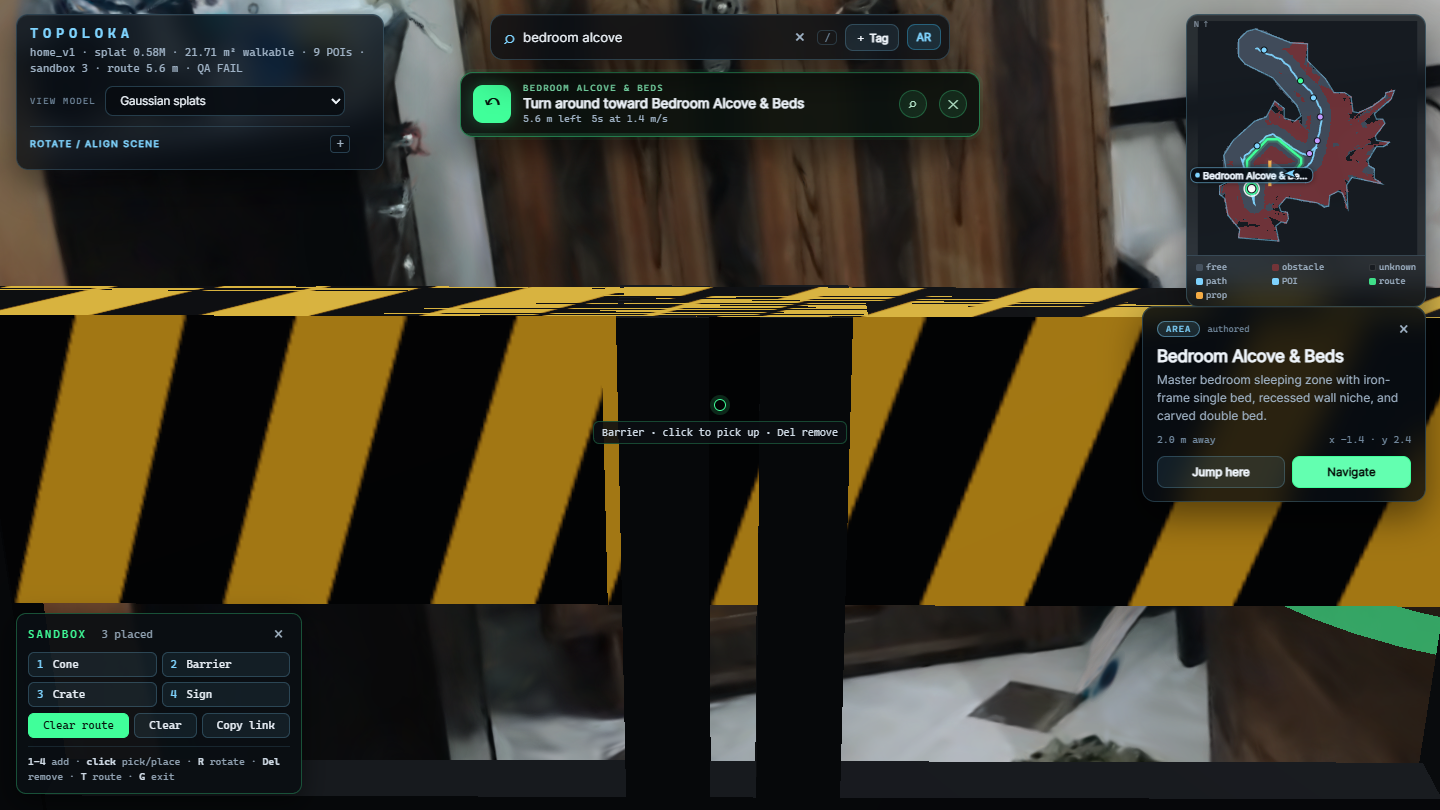 TOPOLOKA
home_v1 · splat 0.58M · 21.71 m² walkable · 9 POIs ·
sandbox 3 · route 5.6 m · QA FAIL
VIEW MODEL Gaussian splats
ROTATE / ALIGN SCENE +
bedroom alcove × / + Tag AR
BEDROOM ALCOVE & BEDS
Turn around toward Bedroom Alcove & Beds
5.6 m left 5s at 1.4 m/s
N ↑
Bedroom Alcove & Be...
free obstacle unknown
path POI route
prop
AREA authored ×
Bedroom Alcove & Beds
Master bedroom sleeping zone with iron-
frame single bed, recessed wall niche, and
carved double bed.
2.0 m away x −1.4 · y 2.4
Jump here Navigate
Barrier · click to pick up · Del remove
SANDBOX 3 placed ×
1 Cone 2 Barrier
3 Crate 4 Sign
Clear route Clear Copy link
1–4 add · click pick/place · R rotate · Del
remove · T route · G exit